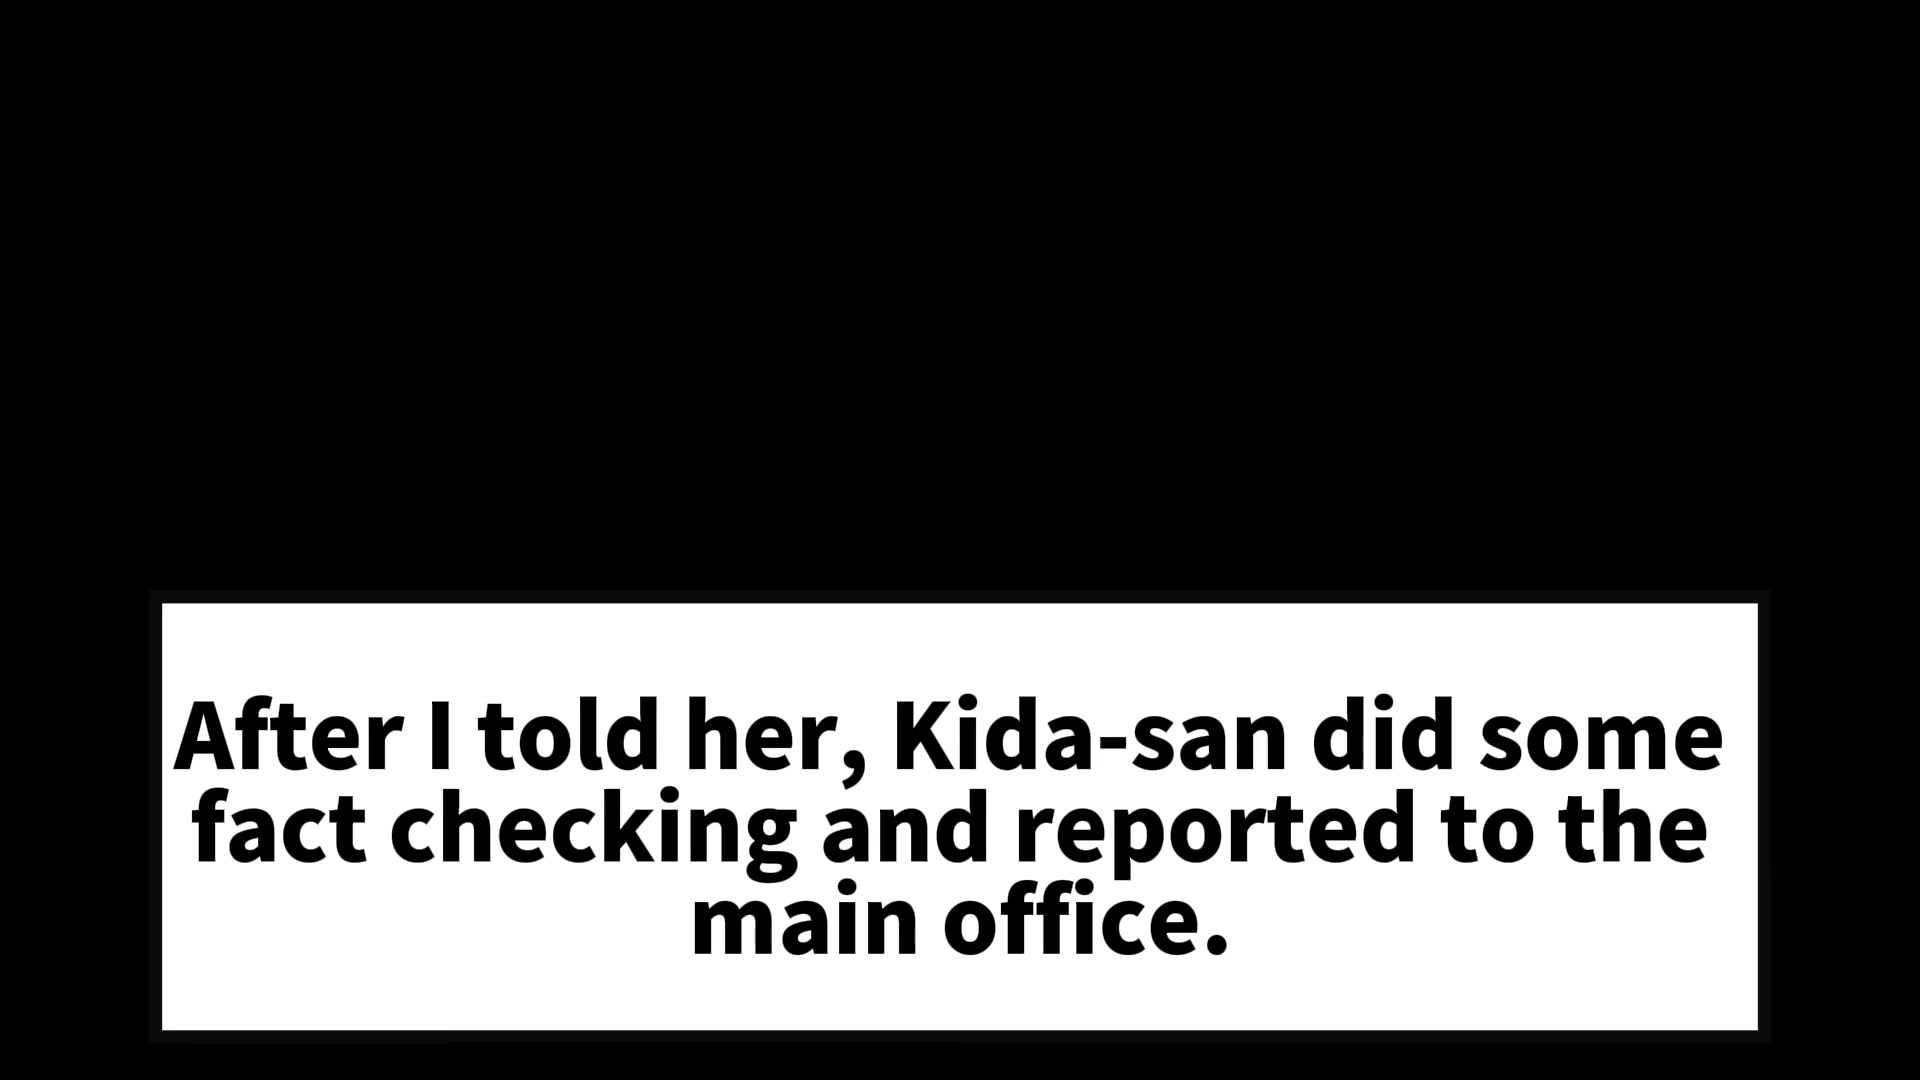 After I told her, Kida-san did some
fact checking and reported to the
main office.